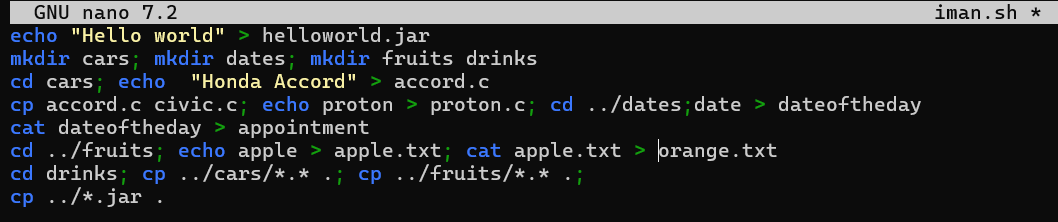 GNU nano 7.2 iman.sh *
echo "Hello world" > helloworld.jar
mkdir cars; mkdir dates; mkdir fruits drinks
cd cars; echo  "Honda Accord" > accord.c
cp accord.c civic.c; echo proton > proton.c; cd ../dates;date > dateoftheday
cat dateoftheday > appointment
cd ../fruits; echo apple > apple.txt; cat apple.txt > orange.txt
cd drinks; cp ../cars/*.* .; cp ../fruits/*.* .;
cp ../*.jar .